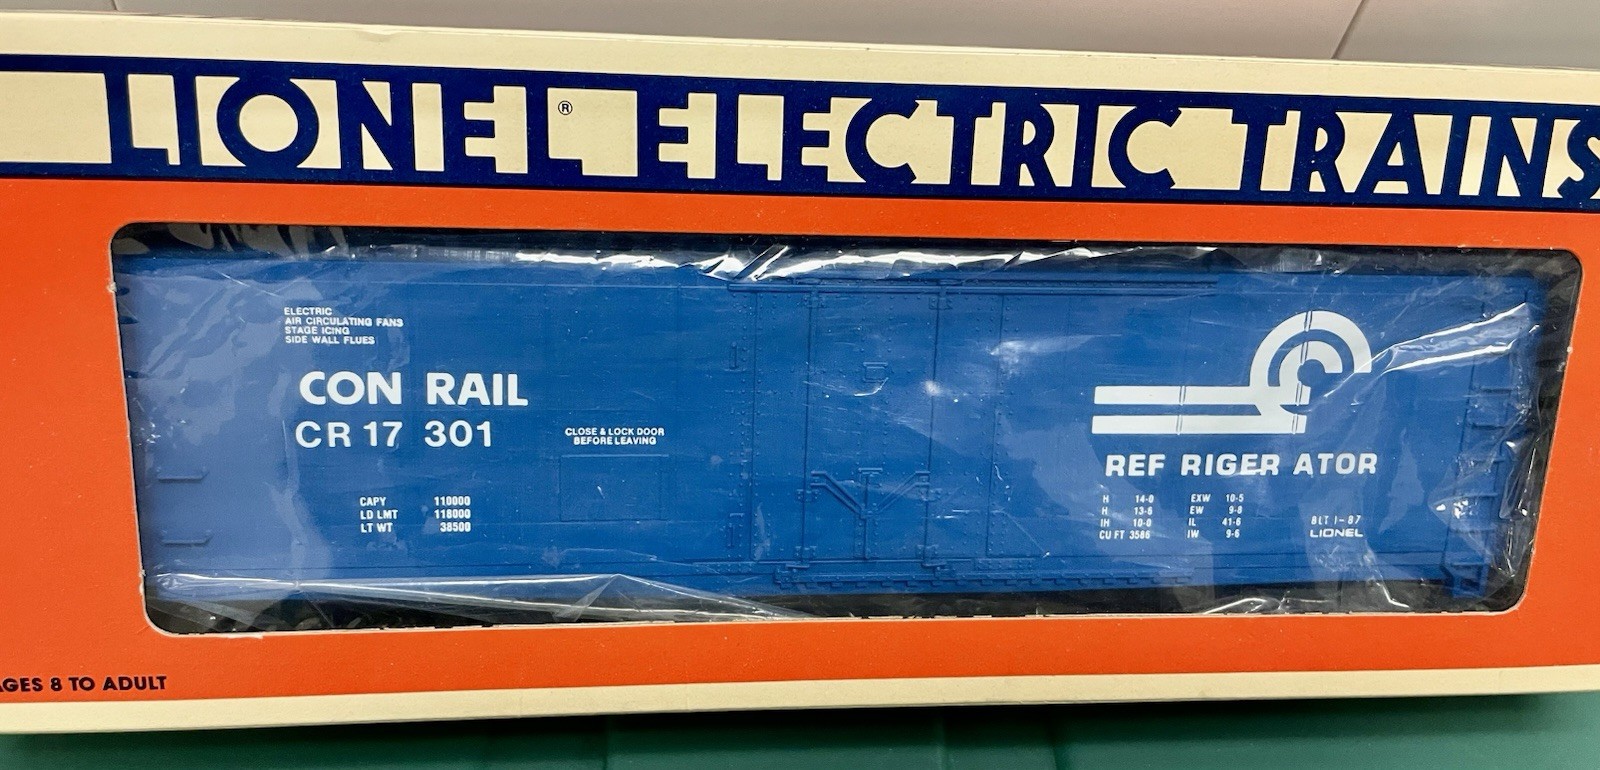 LIONEL® ELECTRIC TRAINS
ELECTRIC
AIR CIRCULATING FANS
STAGE ICING
SIDE WALL FLUES
CON RAIL
CR 17 301
CLOSE & LOCK DOOR
BEFORE LEAVING
CAPY 110000
LD LMT 118000
LT WT 38500
REF RIGER ATOR
H 14-0 EXW 10-5
H 13-6 EW 9-8
IH 10-0 IL 41-6
CU FT 3586 IW 9-6
BLT 1-87
LIONEL
AGES 8 TO ADULT